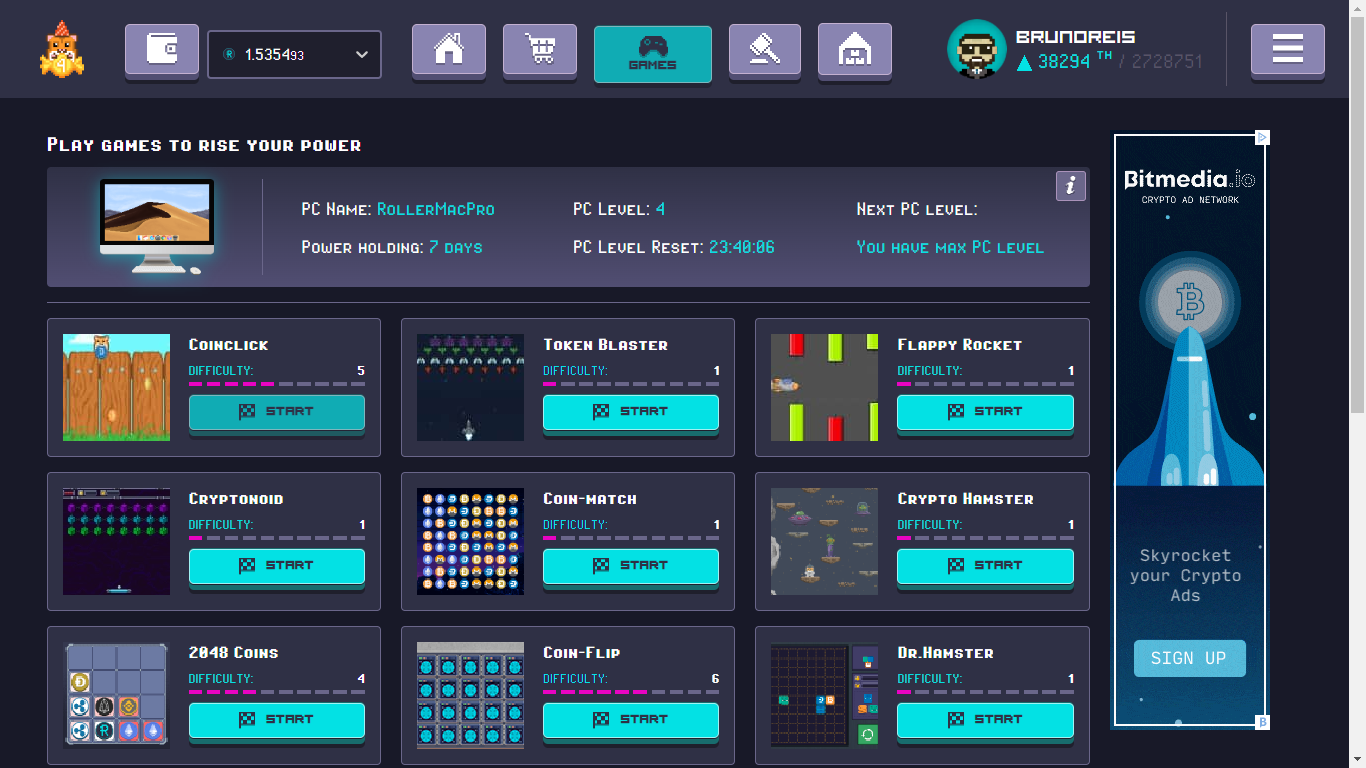 1.535493
GAMES
BRUNOREIS
38294 TH / 2728751
Play games to rise your power
PC Name: RollerMacPro
PC Level: 4
Next PC level:
Power holding: 7 days
PC Level Reset: 23:40:06
You have max PC level
i
Coinclick
Difficulty: 5
START
Token Blaster
Difficulty: 1
START
Flappy Rocket
Difficulty: 1
START
Cryptonoid
Difficulty: 1
START
Coin-match
Difficulty: 1
START
Crypto Hamster
Difficulty: 1
START
2048 Coins
Difficulty: 4
START
Coin-Flip
Difficulty: 6
START
Dr.Hamster
Difficulty: 1
START
Bitmedia.io
CRYPTO AD NETWORK
Skyrocket
your Crypto
Ads
SIGN UP